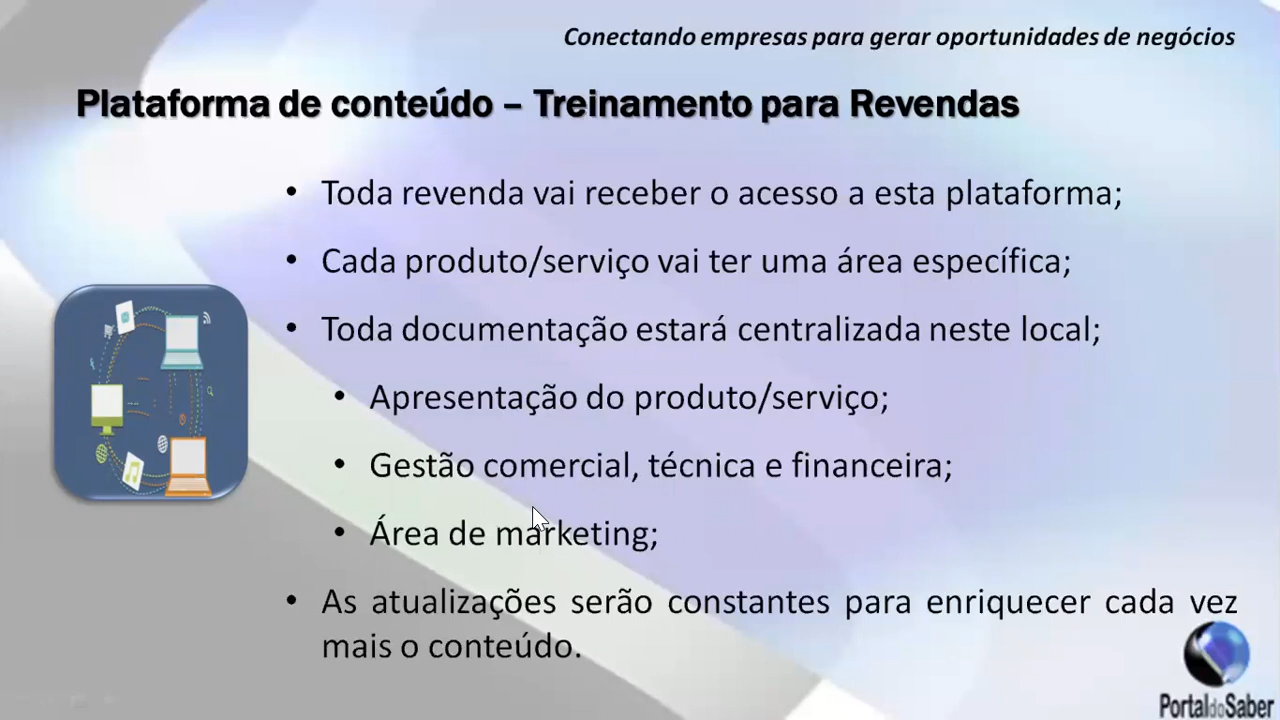 Conectando empresas para gerar oportunidades de negócios
Plataforma de conteúdo – Treinamento para Revendas
• Toda revenda vai receber o acesso a esta plataforma;
• Cada produto/serviço vai ter uma área específica;
• Toda documentação estará centralizada neste local;
• Apresentação do produto/serviço;
• Gestão comercial, técnica e financeira;
• Área de marketing;
• As atualizações serão constantes para enriquecer cada vez
mais o conteúdo.
PortaldoSaber